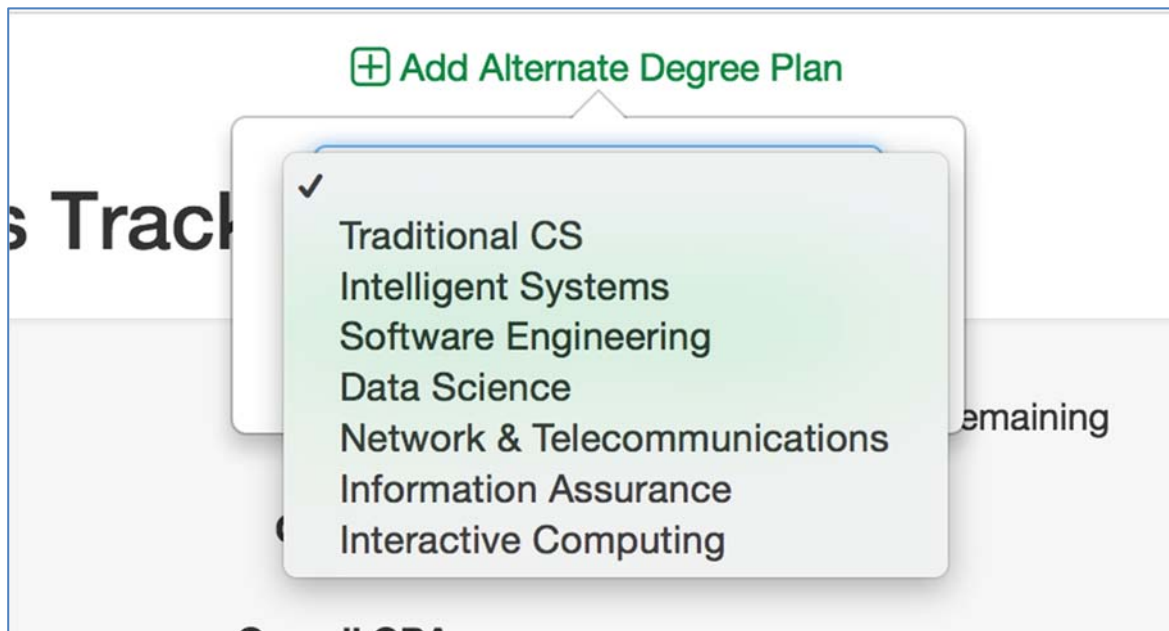 Add Alternate Degree Plan
s Track
Traditional CS
Intelligent Systems
Software Engineering
Data Science
Network & Telecommunications
emaining
Information Assurance
Interactive Computing